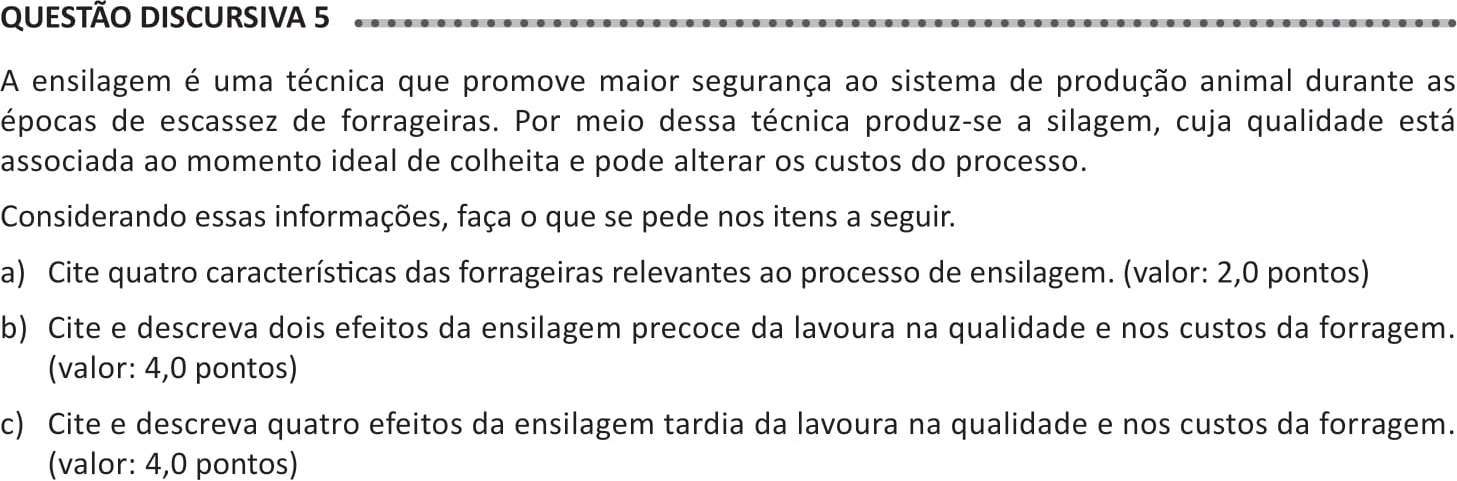 QUESTÃO DISCURSIVA 5
A ensilagem é uma técnica que promove maior segurança ao sistema de produção animal durante as
épocas de escassez de forrageiras. Por meio dessa técnica produz-se a silagem, cuja qualidade está
associada ao momento ideal de colheita e pode alterar os custos do processo.
Considerando essas informações, faça o que se pede nos itens a seguir.
a) Cite quatro características das forrageiras relevantes ao processo de ensilagem. (valor: 2,0 pontos)
b) Cite e descreva dois efeitos da ensilagem precoce da lavoura na qualidade e nos custos da forragem.
(valor: 4,0 pontos)
c) Cite e descreva quatro efeitos da ensilagem tardia da lavoura na qualidade e nos custos da forragem.
(valor: 4,0 pontos)